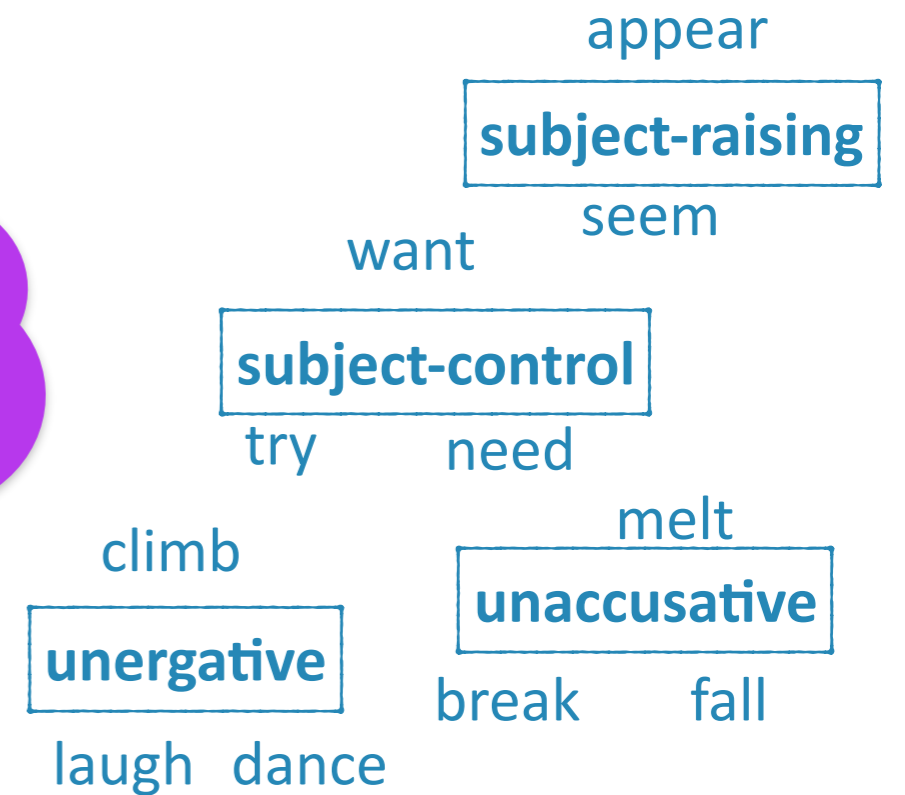 appear
subject-raising
seem
want
subject-control
try need
melt
climb
unaccusative
unergative
break fall
laugh dance